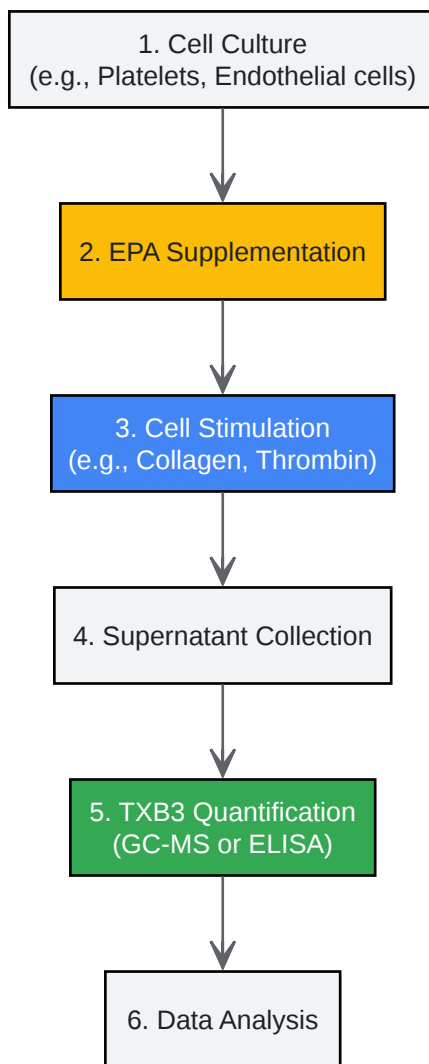 1. Cell Culture
(e.g., Platelets, Endothelial cells)
2. EPA Supplementation
3. Cell Stimulation
(e.g., Collagen, Thrombin)
4. Supernatant Collection
5. TXB3 Quantification
(GC-MS or ELISA)
6. Data Analysis